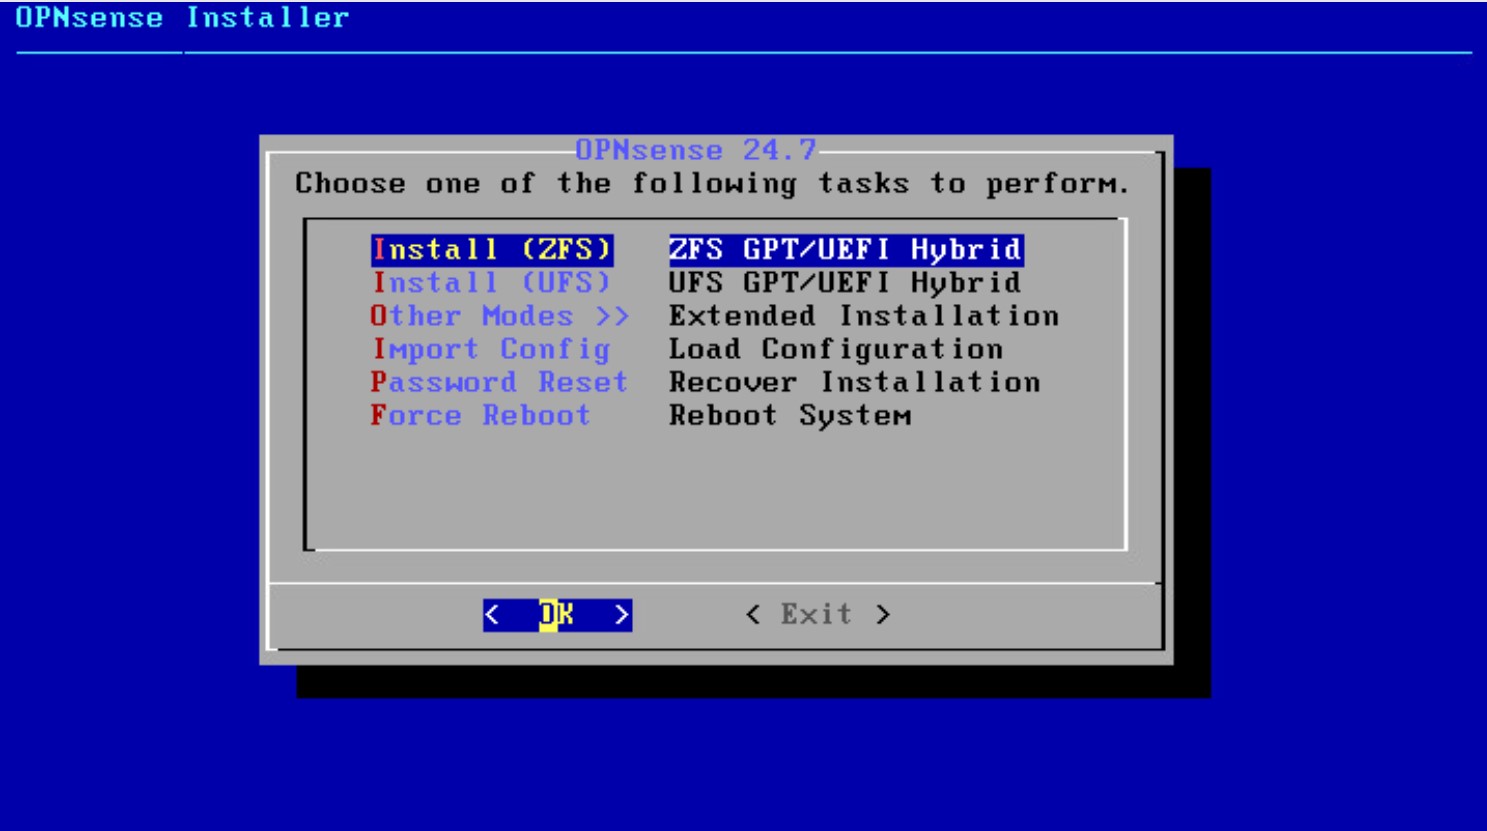 OPNsense Installer
OPNsense 24.7
Choose one of the following tasks to perform.
Install (ZFS) ZFS GPT/UEFI Hybrid
Install (UFS) UFS GPT/UEFI Hybrid
Other Modes >> Extended Installation
Import Config Load Configuration
Password Reset Recover Installation
Force Reboot Reboot System
< OK > < Exit >